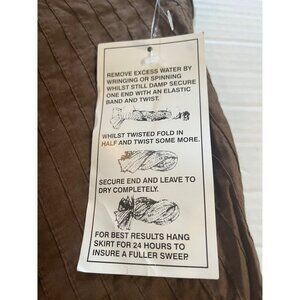 REMOVE EXCESS WATER BY
WRINGING OR SPINNING
WHILST STILL DAMP SECURE
ONE END WITH AN ELASTIC
BAND AND TWIST.
WHILST TWISTED FOLD IN
HALF AND TWIST SOME MORE.
SECURE END AND LEAVE TO
DRY COMPLETELY.
FOR BEST RESULTS HANG
SKIRT FOR 24 HOURS TO
INSURE A FULLER SWEEP.